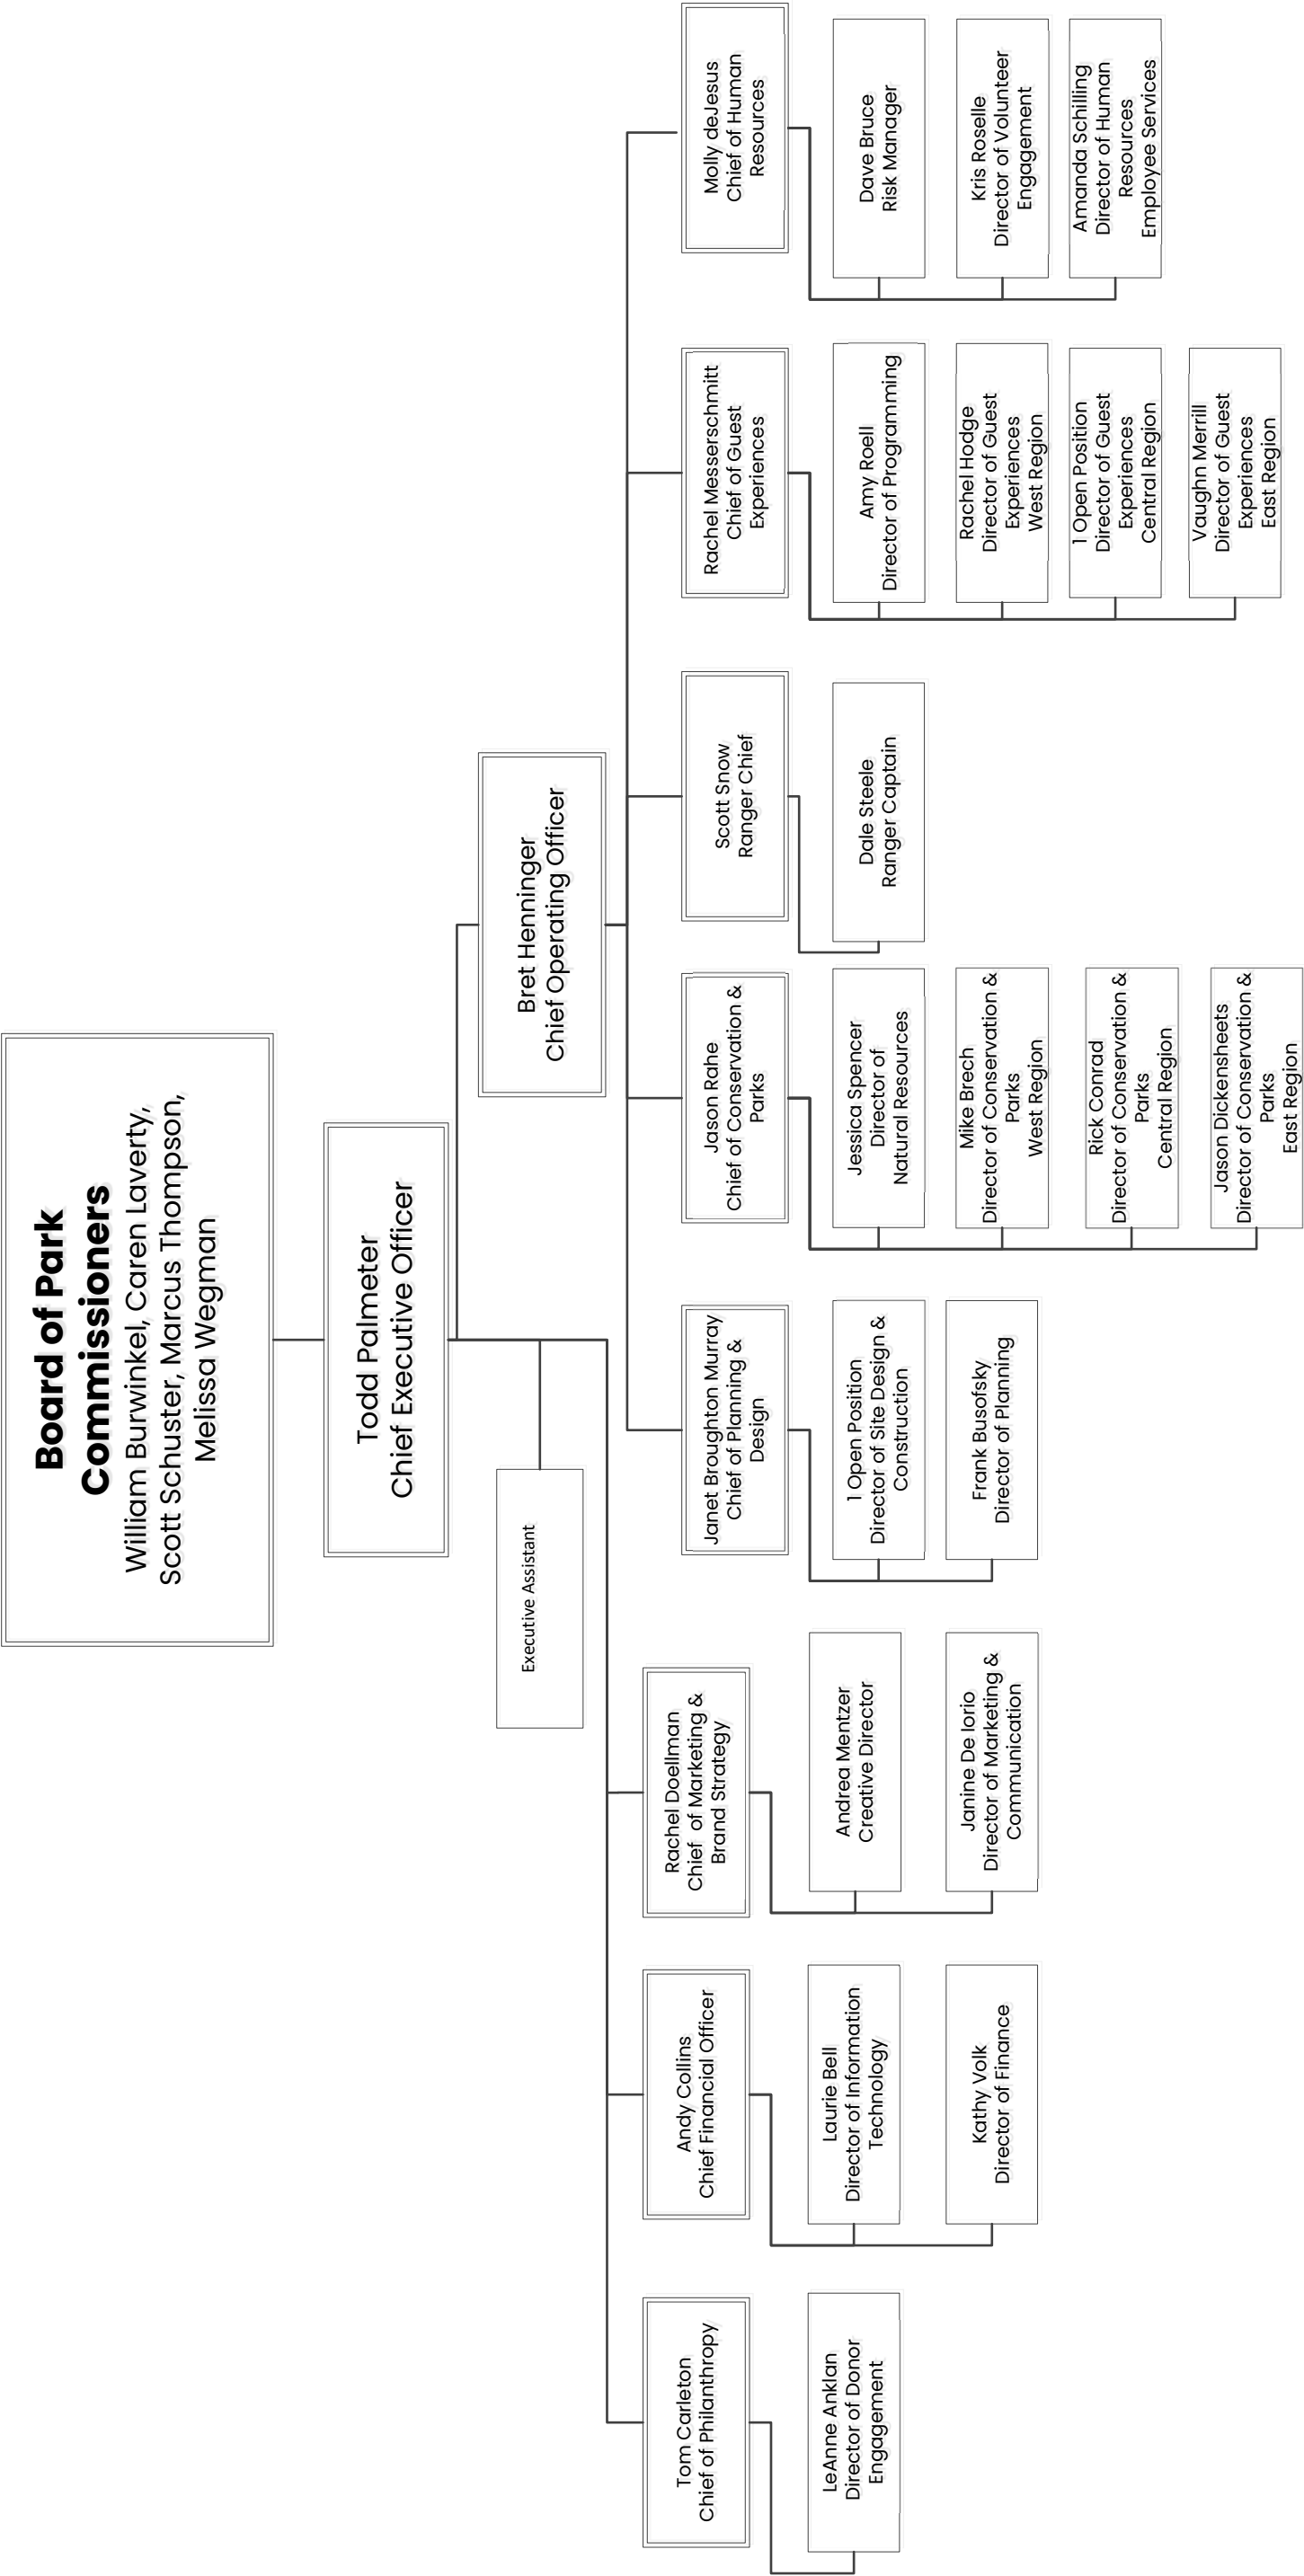 Board of Park
Commissioners
William Burwinkel, Caren Laverty,
Scott Schuster, Marcus Thompson,
Melissa Wegman
Todd Palmeter
Chief Executive Officer
Executive Assistant
Bret Henninger
Chief Operating Officer
Tom Carleton
Chief of Philanthropy
LeAnne Anklan
Director of Donor
Engagement
Andy Collins
Chief Financial Officer
Laurie Bell
Director of Information
Technology
Kathy Volk
Director of Finance
Rachel Doellman
Chief of Marketing &
Brand Strategy
Andrea Mentzer
Creative Director
Janine De Iorio
Director of Marketing &
Communication
Janet Broughton Murray
Chief of Planning &
Design
1 Open Position
Director of Site Design &
Construction
Frank Busofsky
Director of Planning
Jason Rahe
Chief of Conservation &
Parks
Jessica Spencer
Director of
Natural Resources
Mike Brech
Director of Conservation &
Parks
West Region
Rick Conrad
Director of Conservation &
Parks
Central Region
Jason Dickensheets
Director of Conservation &
Parks
East Region
Scott Snow
Ranger Chief
Dale Steele
Ranger Captain
Rachel Messerschmitt
Chief of Guest
Experiences
Amy Roell
Director of Programming
Rachel Hodge
Director of Guest
Experiences
West Region
1 Open Position
Director of Guest
Experiences
Central Region
Vaughn Merrill
Director of Guest
Experiences
East Region
Molly deJesus
Chief of Human
Resources
Dave Bruce
Risk Manager
Kris Roselle
Director of Volunteer
Engagement
Amanda Schilling
Director of Human
Resources
Employee Services